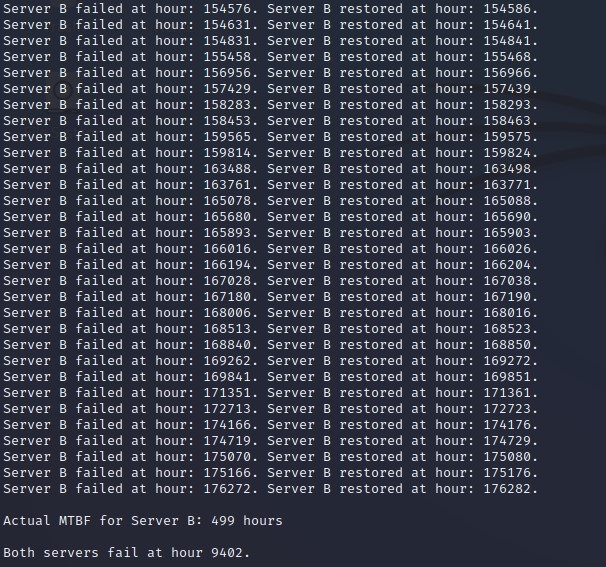 Server B failed at hour: 154576. Server B restored at hour: 154586.
Server B failed at hour: 154631. Server B restored at hour: 154641.
Server B failed at hour: 154831. Server B restored at hour: 154841.
Server B failed at hour: 155458. Server B restored at hour: 155468.
Server B failed at hour: 156956. Server B restored at hour: 156966.
Server B failed at hour: 157429. Server B restored at hour: 157439.
Server B failed at hour: 158283. Server B restored at hour: 158293.
Server B failed at hour: 158453. Server B restored at hour: 158463.
Server B failed at hour: 159565. Server B restored at hour: 159575.
Server B failed at hour: 159814. Server B restored at hour: 159824.
Server B failed at hour: 163488. Server B restored at hour: 163498.
Server B failed at hour: 163761. Server B restored at hour: 163771.
Server B failed at hour: 165078. Server B restored at hour: 165088.
Server B failed at hour: 165680. Server B restored at hour: 165690.
Server B failed at hour: 165893. Server B restored at hour: 165903.
Server B failed at hour: 166016. Server B restored at hour: 166026.
Server B failed at hour: 166194. Server B restored at hour: 166204.
Server B failed at hour: 167028. Server B restored at hour: 167038.
Server B failed at hour: 167180. Server B restored at hour: 167190.
Server B failed at hour: 168006. Server B restored at hour: 168016.
Server B failed at hour: 168513. Server B restored at hour: 168523.
Server B failed at hour: 168840. Server B restored at hour: 168850.
Server B failed at hour: 169262. Server B restored at hour: 169272.
Server B failed at hour: 169841. Server B restored at hour: 169851.
Server B failed at hour: 171351. Server B restored at hour: 171361.
Server B failed at hour: 172713. Server B restored at hour: 172723.
Server B failed at hour: 174166. Server B restored at hour: 174176.
Server B failed at hour: 174719. Server B restored at hour: 174729.
Server B failed at hour: 175070. Server B restored at hour: 175080.
Server B failed at hour: 175166. Server B restored at hour: 175176.
Server B failed at hour: 176272. Server B restored at hour: 176282.
Actual MTBF for Server B: 499 hours
Both servers fail at hour 9402.